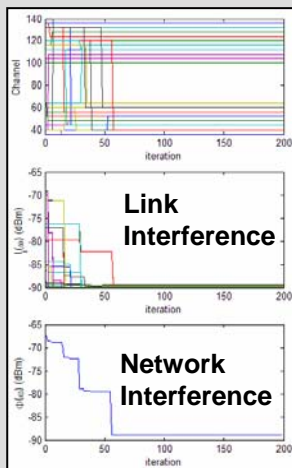 140
120
100
80
60
40
Channel
0 50 100 150 200
iteration
-65
-70
-75
-80
-85
-90
(dBm)
Link
Interference
0 50 100 150 200
iteration
-65
-70
-75
-80
-85
-90
Φ(ω) (dBm)
Network
Interference
0 50 100 150 200
iteration